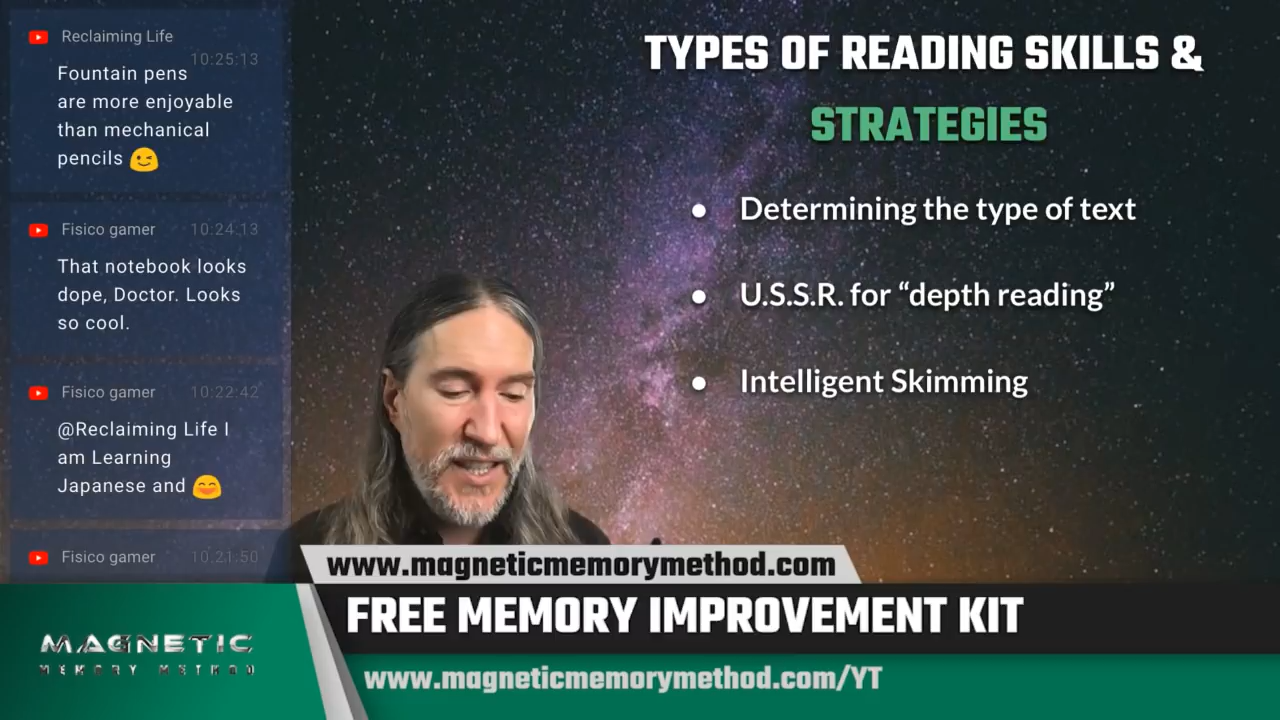 Reclaiming Life
10:25:13
Fountain pens
are more enjoyable
than mechanical
pencils 😉
Fisico gamer 10:24:13
That notebook looks
dope, Doctor. Looks
so cool.
Fisico gamer 10:22:42
@Reclaiming Life I
am Learning
Japanese and 😄
Fisico gamer 10:21:50
TYPES OF READING SKILLS &
STRATEGIES
● Determining the type of text
● U.S.S.R. for “depth reading”
● Intelligent Skimming
www.magneticmemorymethod.com
FREE MEMORY IMPROVEMENT KIT
www.magneticmemorymethod.com/YT
MAGNETIC
MEMORY METHOD